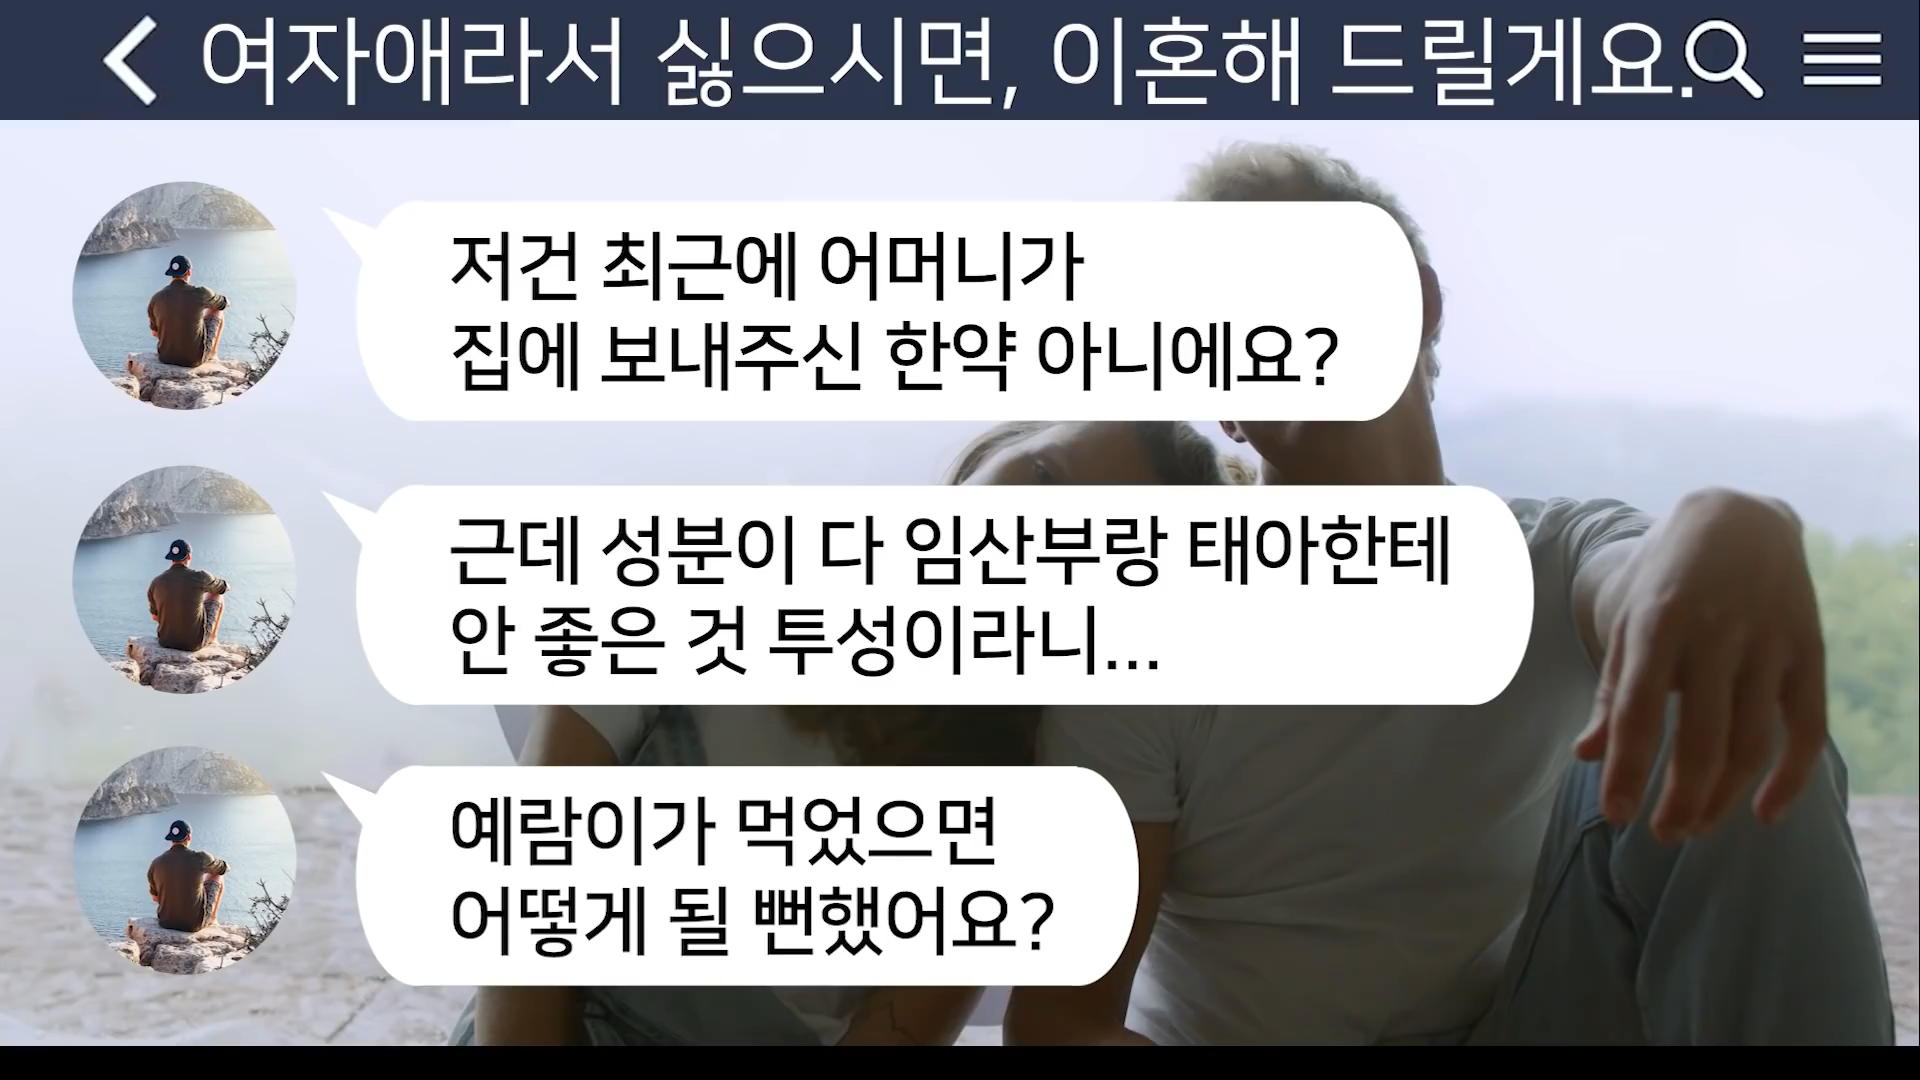 여자애라서 싫으시면, 이혼해 드릴게요.
저건 최근에 어머니가
집에 보내주신 한약 아니에요?
근데 성분이 다 임산부랑 태아한테
안 좋은 것 투성이라니...
예람이가 먹었으면
어떻게 될 뻔했어요?